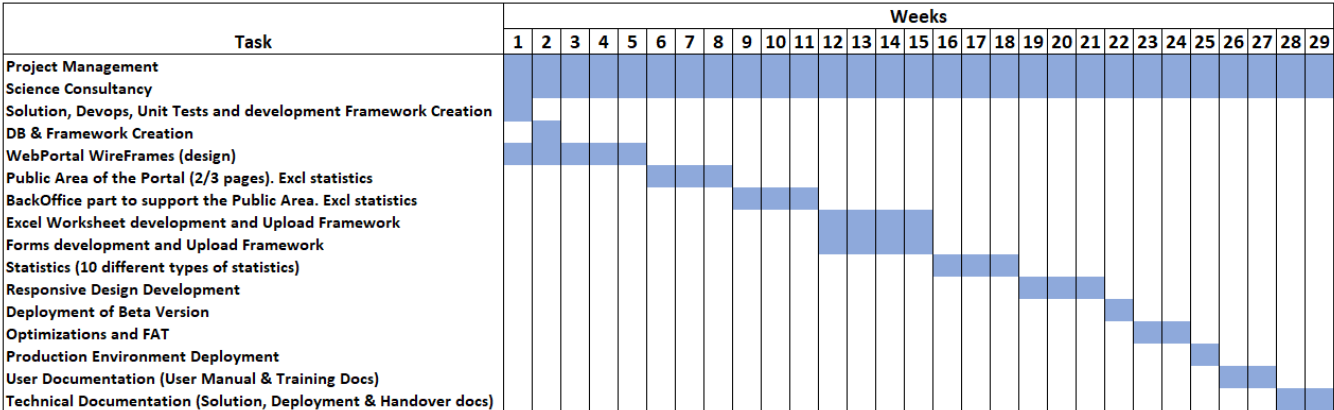 Weeks
Task 1 2 3 4 5 6 7 8 9 10 11 12 13 14 15 16 17 18 19 20 21 22 23 24 25 26 27 28 29
Project Management
Science Consultancy
Solution, Devops, Unit Tests and development Framework Creation
DB & Framework Creation
WebPortal WireFrames (design)
Public Area of the Portal (2/3 pages). Excl statistics
BackOffice part to support the Public Area. Excl statistics
Excel Worksheet development and Upload Framework
Forms development and Upload Framework
Statistics (10 different types of statistics)
Responsive Design Development
Deployment of Beta Version
Optimizations and FAT
Production Environment Deployment
User Documentation (User Manual & Training Docs)
Technical Documentation (Solution, Deployment & Handover docs)